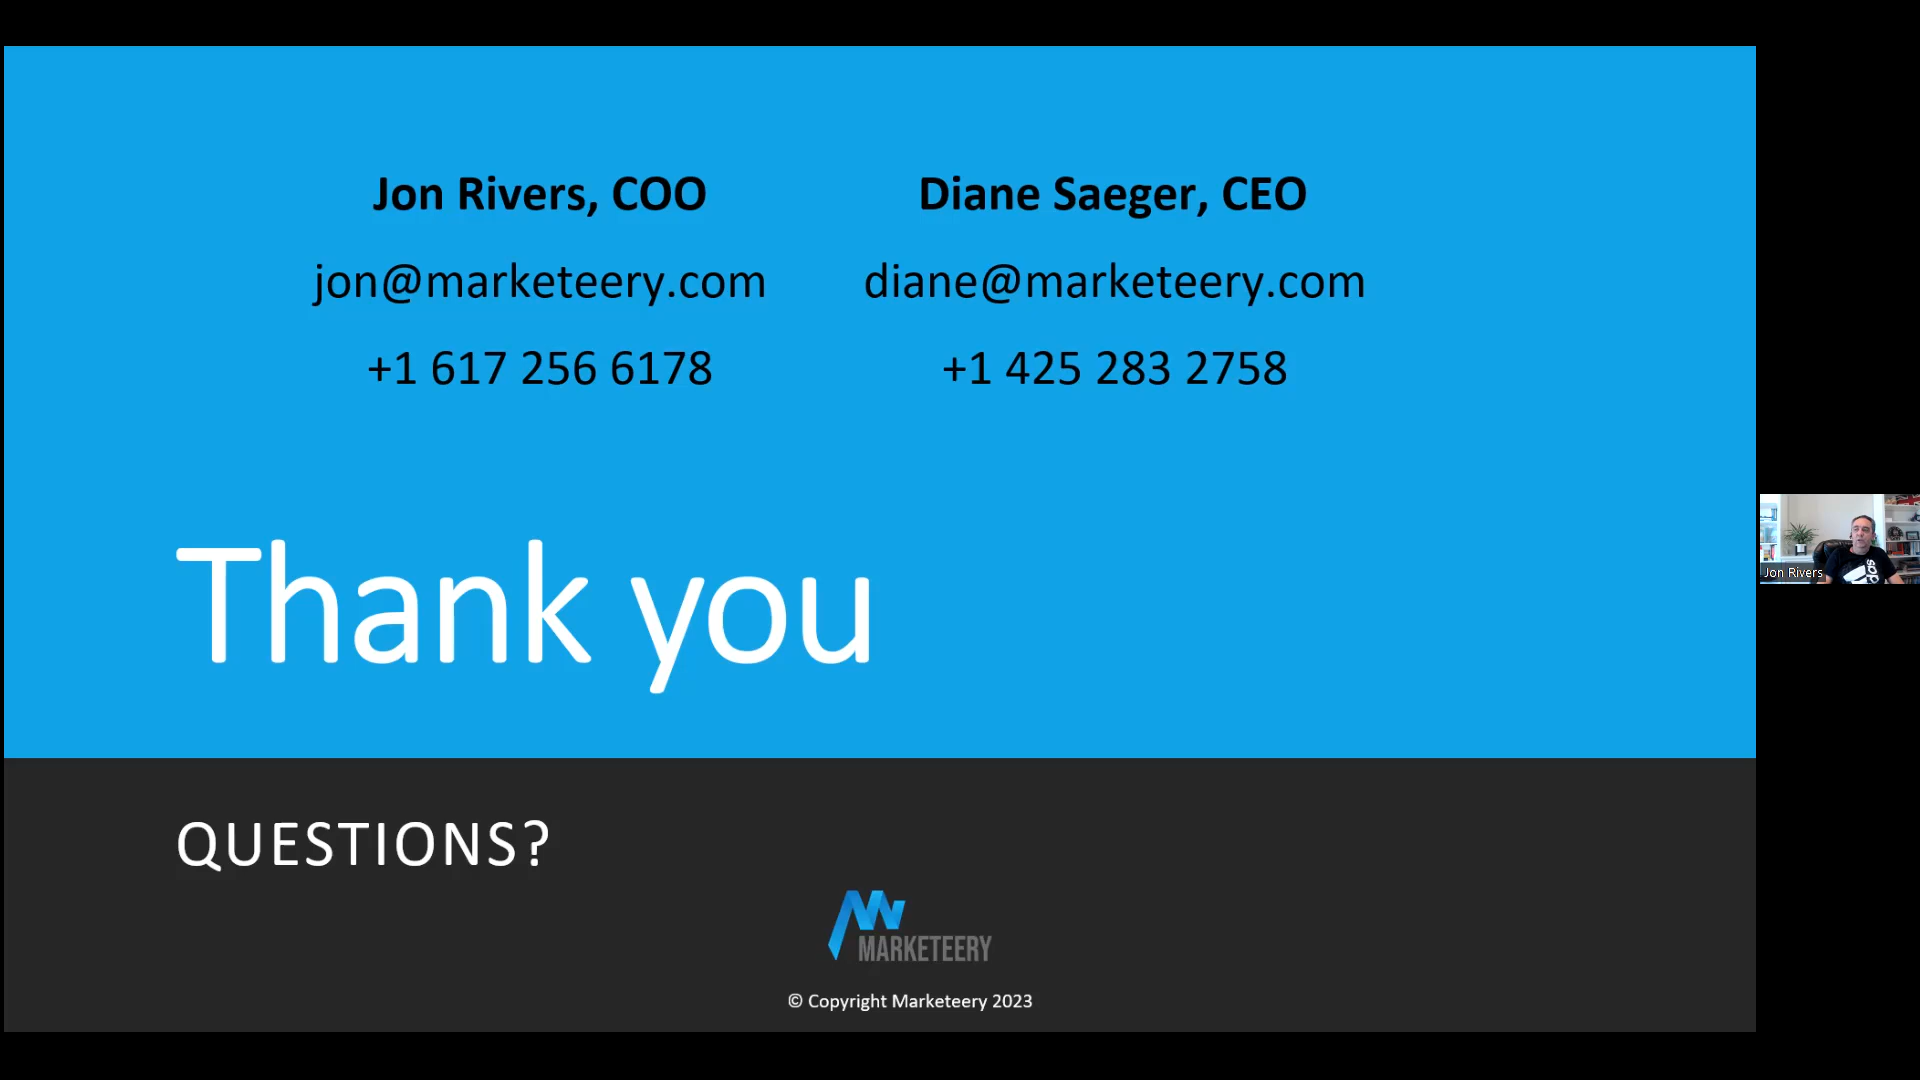 Jon Rivers, COO
jon@marketeery.com
+1 617 256 6178
Diane Saeger, CEO
diane@marketeery.com
+1 425 283 2758
Thank you
QUESTIONS?
MARKETEERY
© Copyright Marketeery 2023
Jon Rivers
adidas